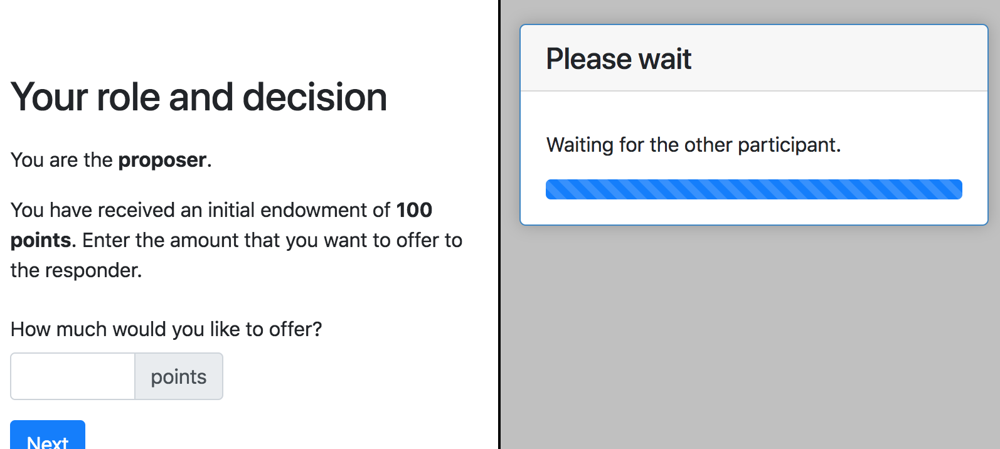 Your role and decision
You are the proposer.
You have received an initial endowment of 100
points. Enter the amount that you want to offer to
the responder.
How much would you like to offer?
points
Next
Please wait
Waiting for the other participant.